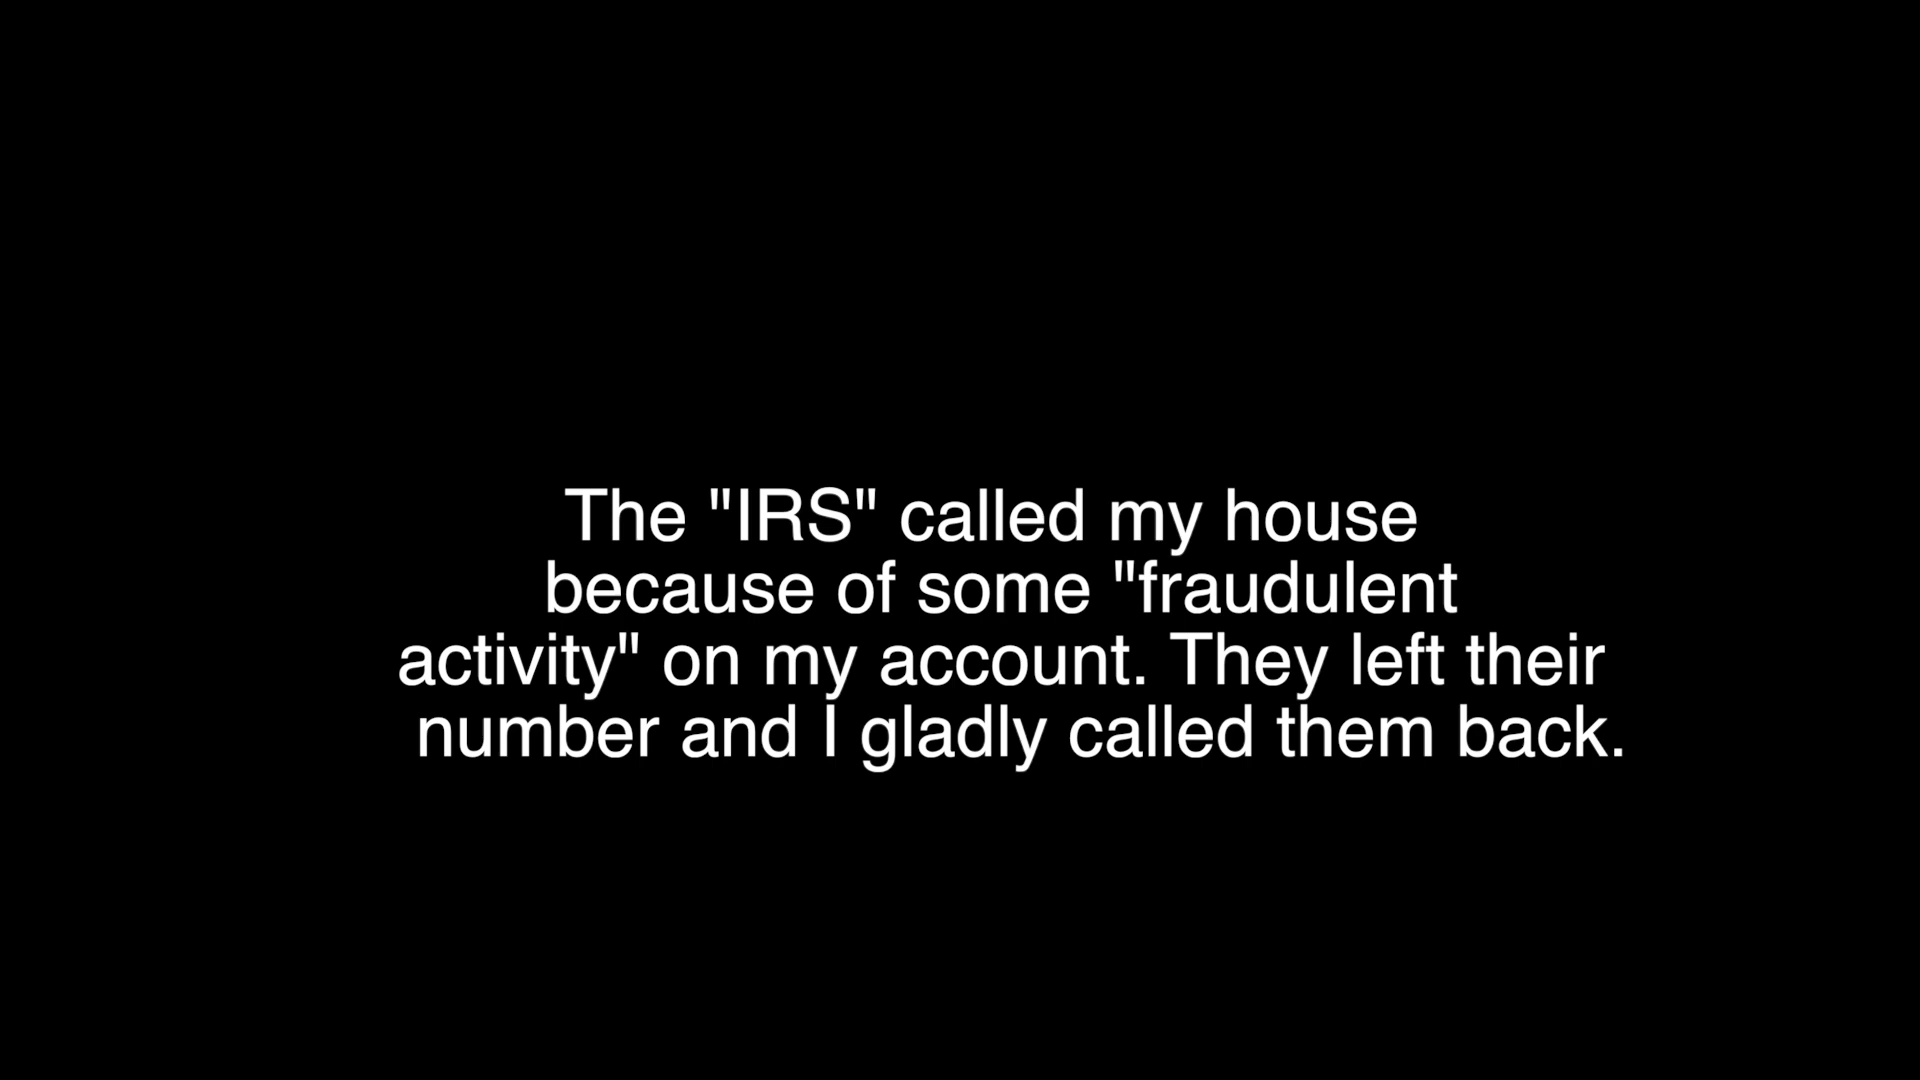 The "IRS" called my house
because of some "fraudulent
activity" on my account. They left their
number and I gladly called them back.